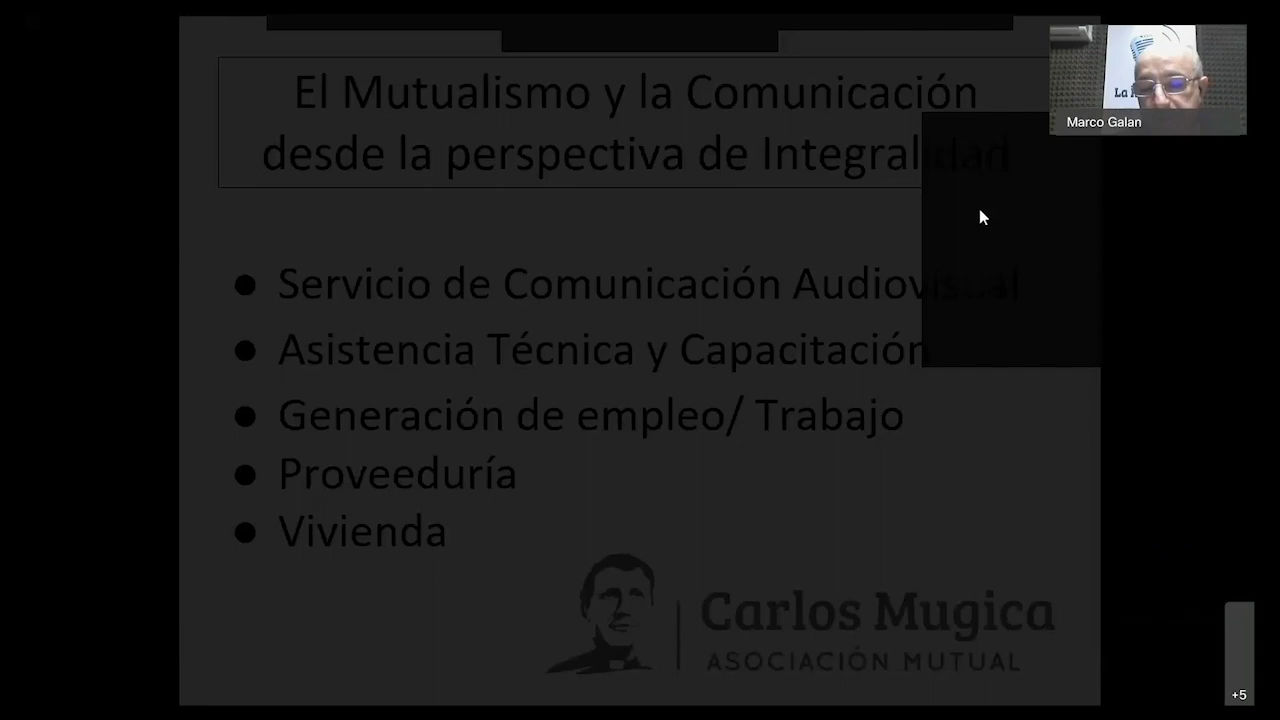 El Mutualismo y la Comunicación
desde la perspectiva de Integralidad
Servicio de Comunicación Audiovisual
Asistencia Técnica y Capacitación
Generación de empleo/ Trabajo
Proveeduría
Vivienda
Carlos Mugica
ASOCIACIÓN MUTUAL
La
Marco Galan
+5